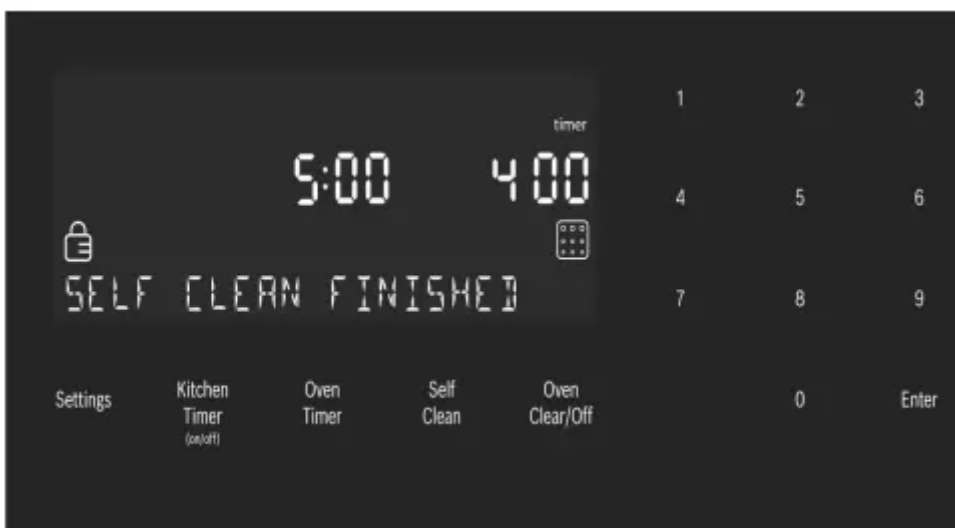 timer
5:00 4 00
SELF CLEAN FINISHED
Settings
Kitchen
Timer
(on/off)
Oven
Timer
Self
Clean
Oven
Clear/Off
1 2 3
4 5 6
7 8 9
0 Enter